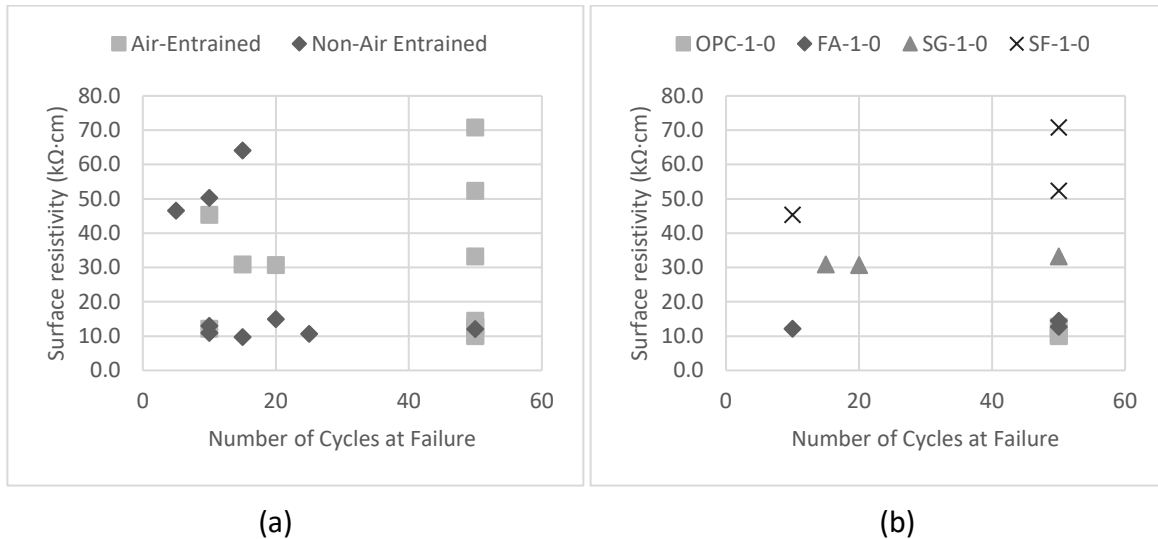 Air-Entrained Non-Air Entrained
80.0
70.0
60.0
50.0
40.0
30.0
20.0
10.0
0.0
Surface resistivity (kΩ·cm)
0 20 40 60
Number of Cycles at Failure
(a)
OPC-1-0 FA-1-0 SG-1-0 SF-1-0
80.0
70.0
60.0
50.0
40.0
30.0
20.0
10.0
0.0
Surface resistivity (kΩ·cm)
0 20 40 60
Number of Cycles at Failure
(b)